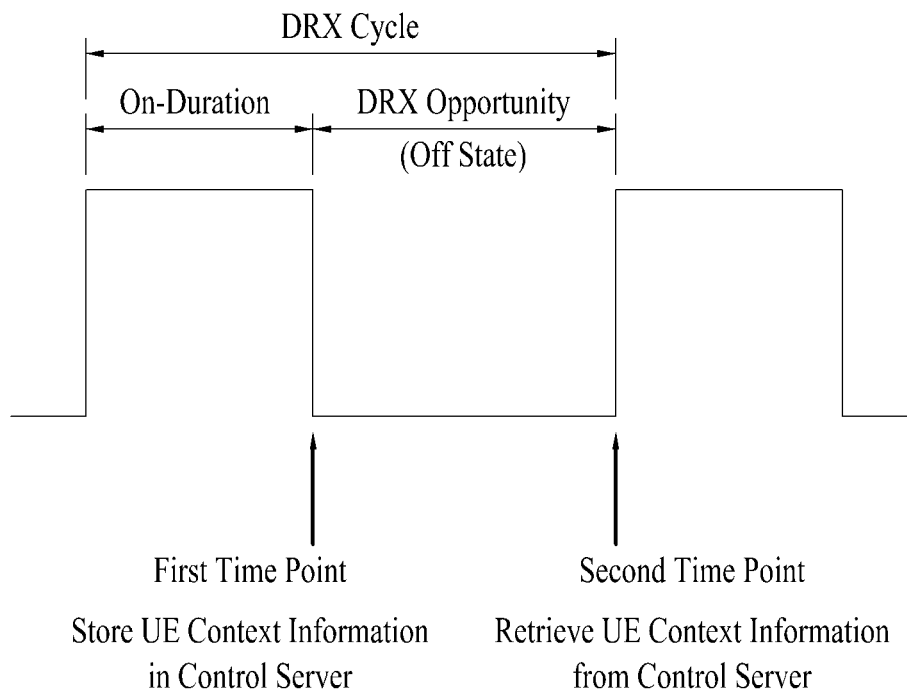 DRX Cycle
On-Duration
DRX Opportunity
(Off State)
First Time Point
Store UE Context Information
in Control Server
Second Time Point
Retrieve UE Context Information
from Control Server